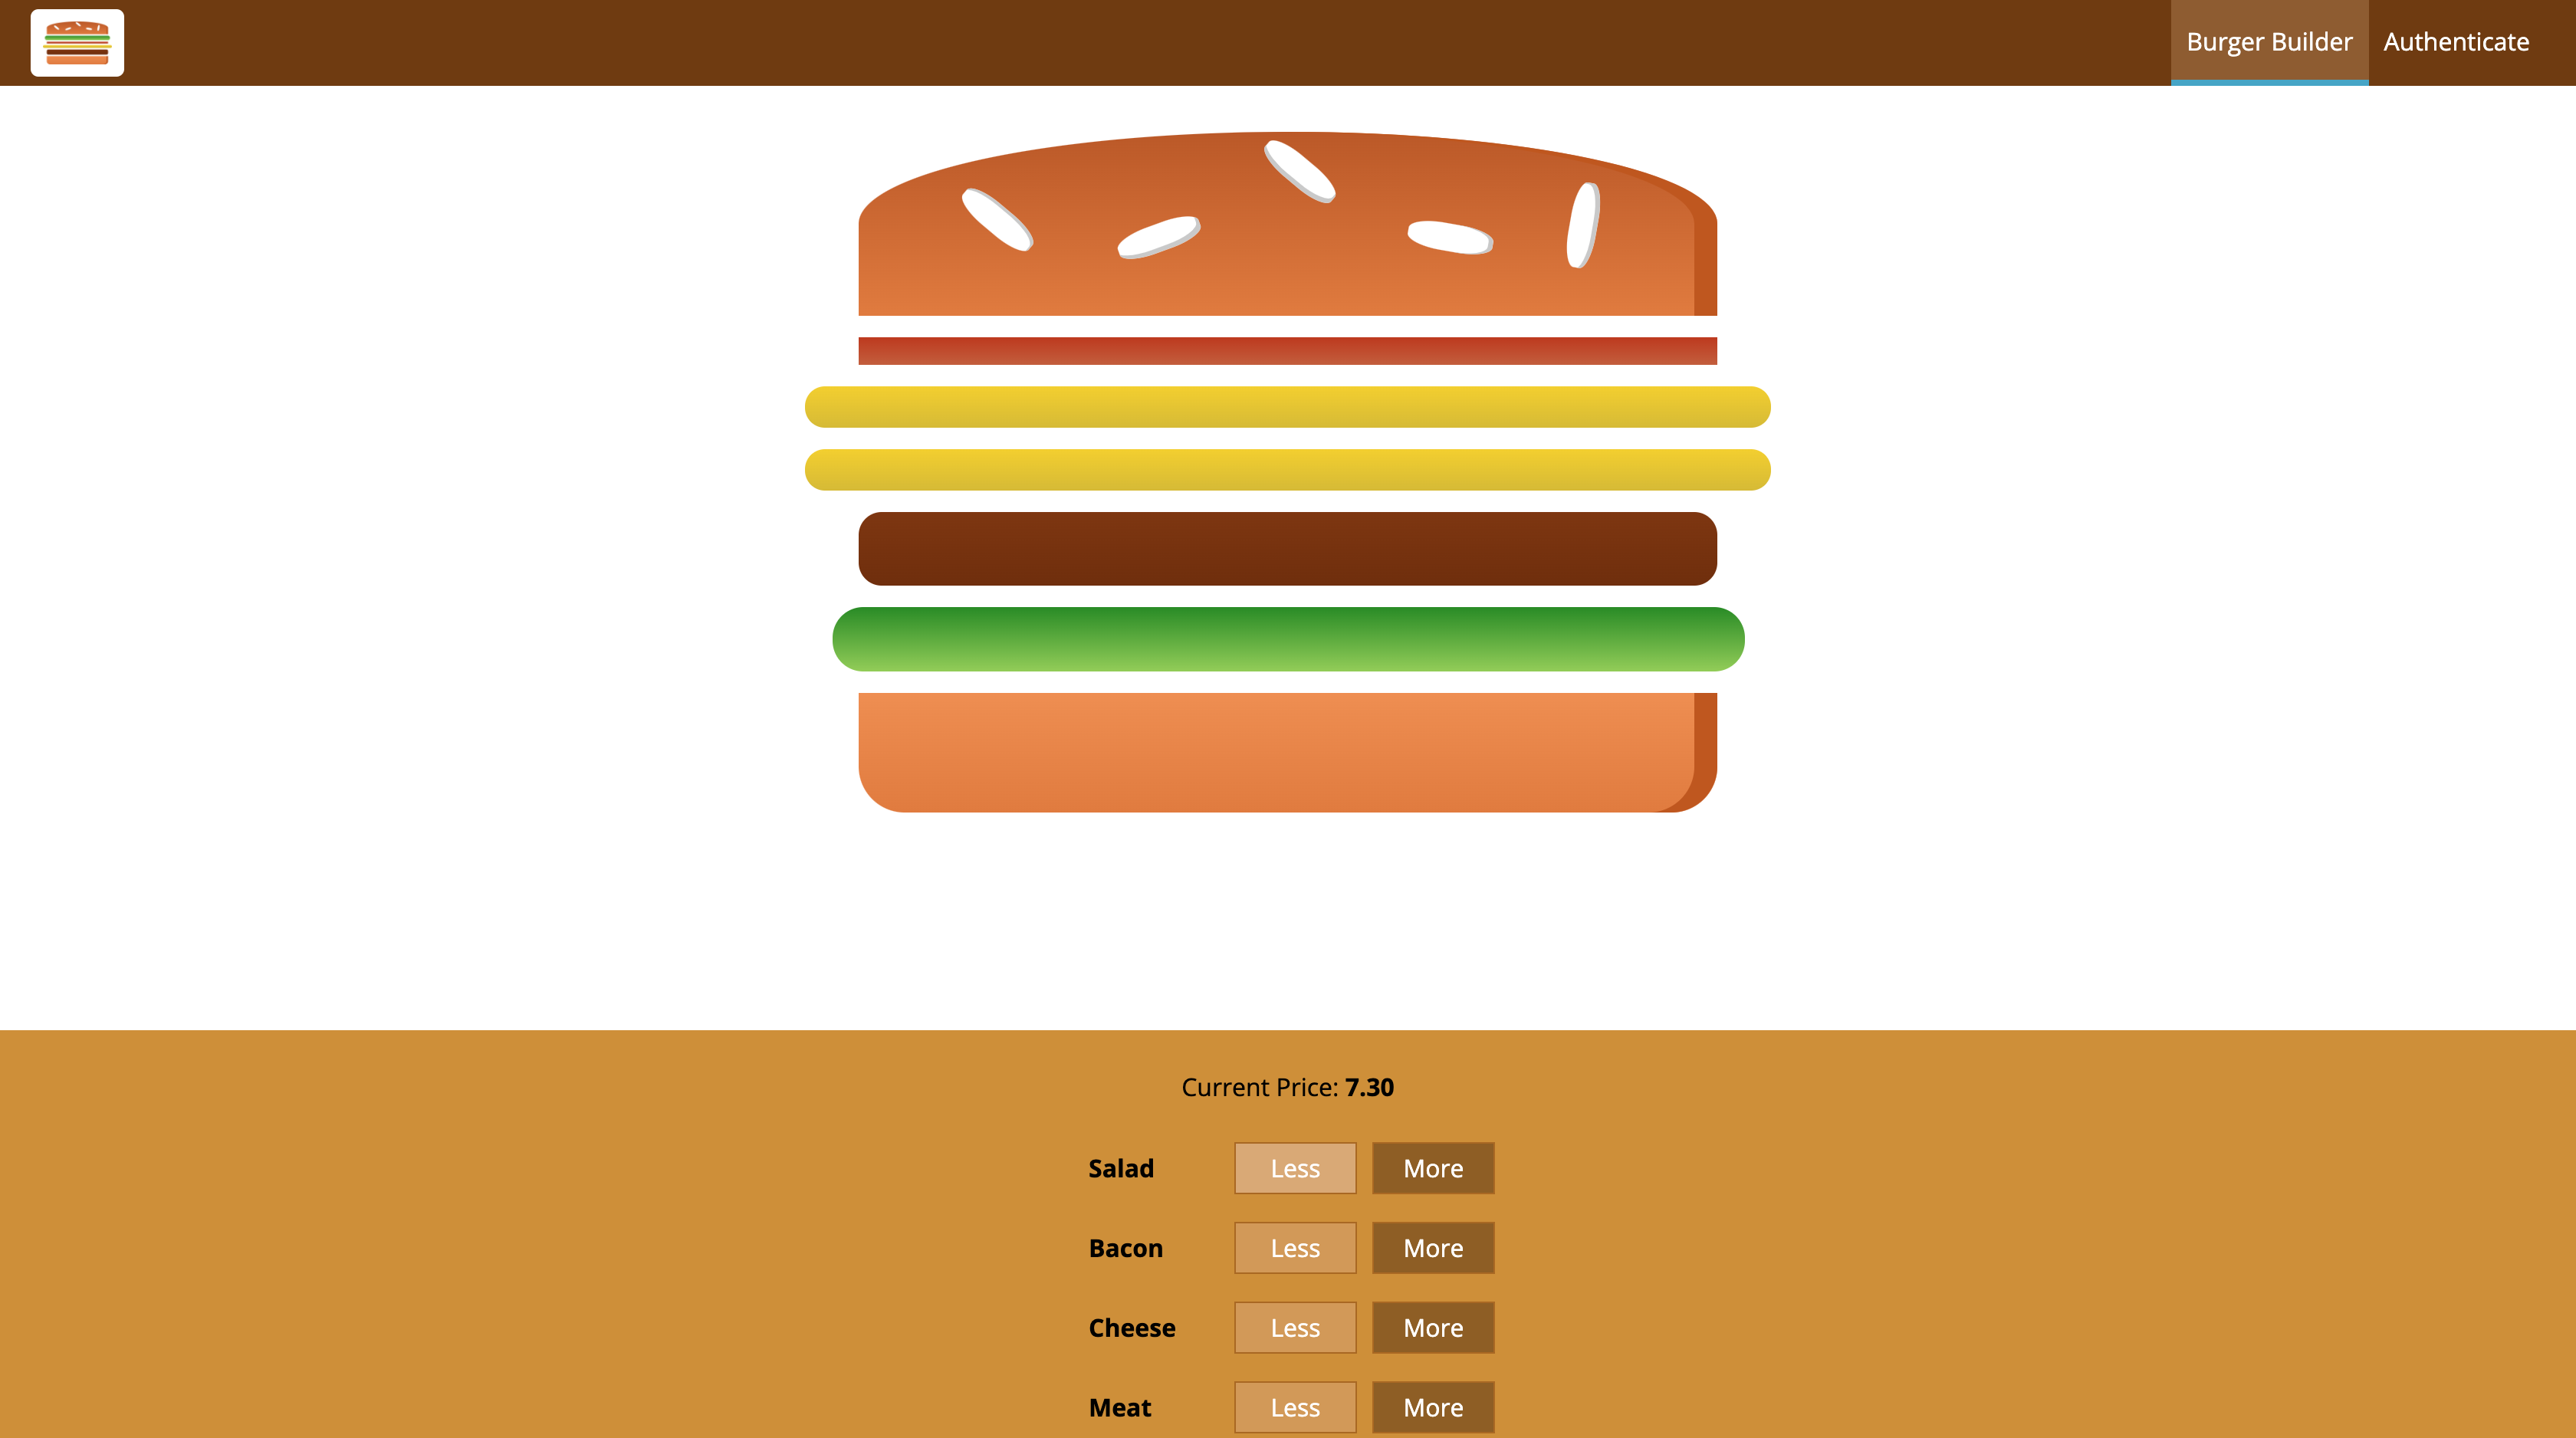 Burger Builder Authenticate
Current Price: 7.30
Salad Less More
Bacon Less More
Cheese Less More
Meat Less More